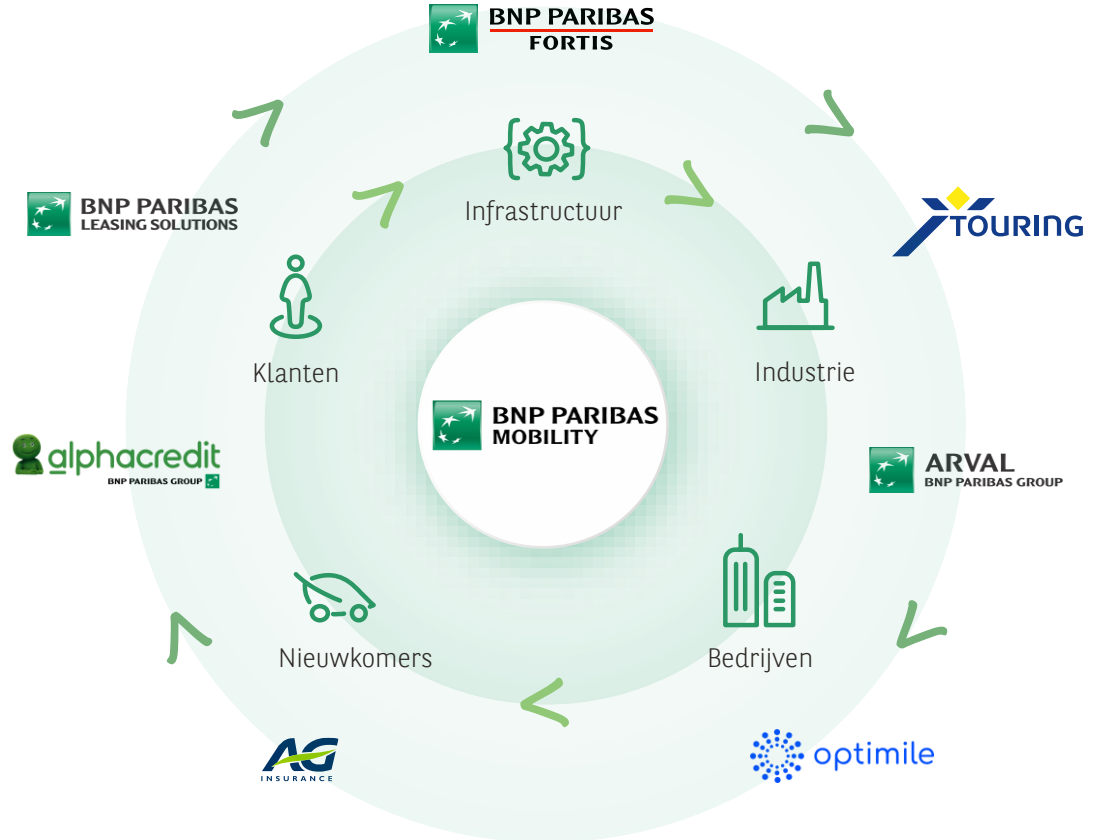 BNP PARIBAS
FORTIS
Infrastructuur
BNP PARIBAS
LEASING SOLUTIONS
TOURING
Klanten
Industrie
BNP PARIBAS
MOBILITY
alphacredit
BNP PARIBAS GROUP
ARVAL
BNP PARIBAS GROUP
Nieuwkomers
Bedrijven
AG
INSURANCE
optimile